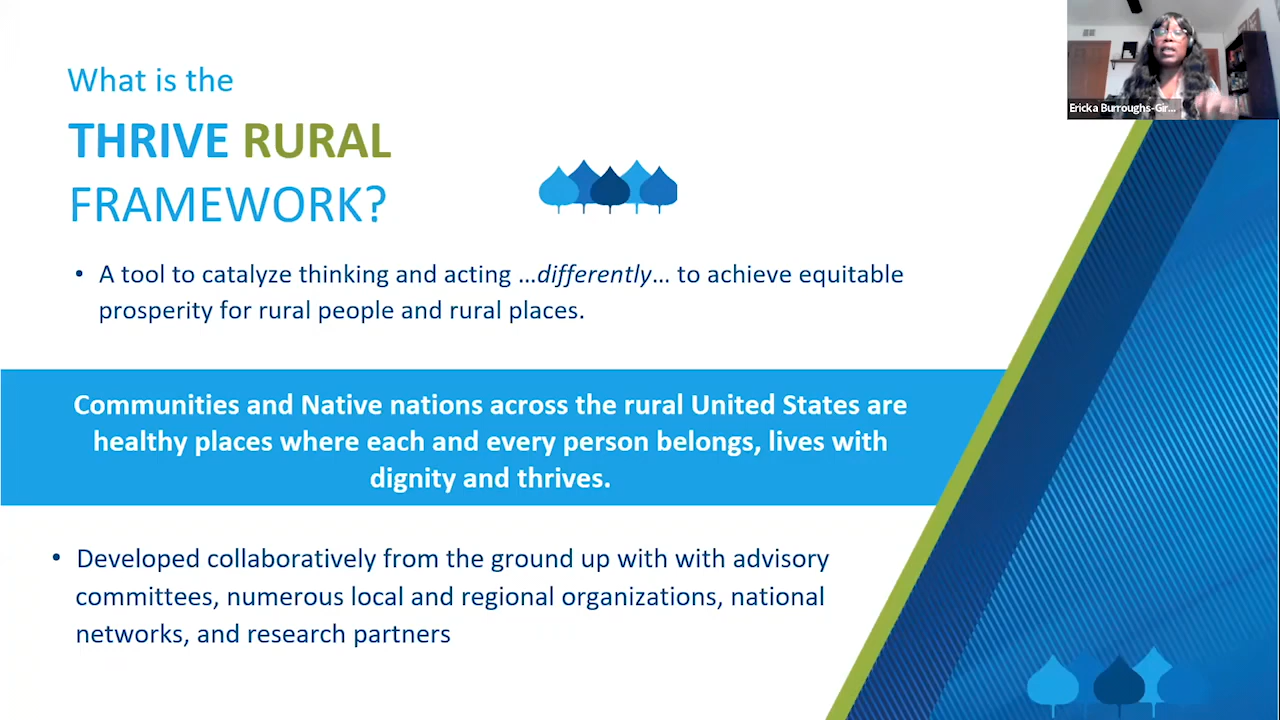 What is the
THRIVE RURAL
FRAMEWORK?
Ericka Burroughs-Gir...
• A tool to catalyze thinking and acting ...differently... to achieve equitable
prosperity for rural people and rural places.
Communities and Native nations across the rural United States are
healthy places where each and every person belongs, lives with
dignity and thrives.
• Developed collaboratively from the ground up with with advisory
committees, numerous local and regional organizations, national
networks, and research partners